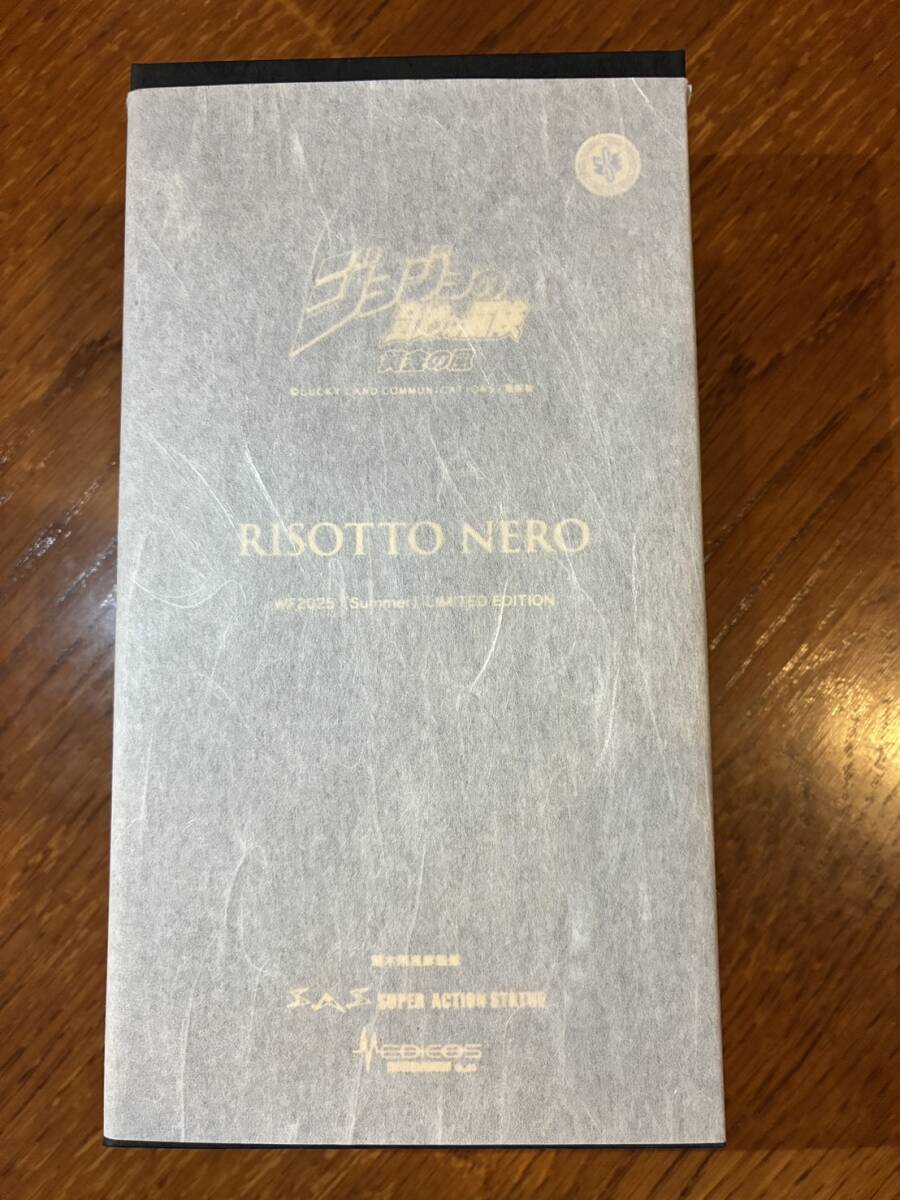 ジョジョの
奇妙な冒険
黄金の風
©LUCKY LAND COMMUNICATIONS/集英社
RISOTTO NERO
WF2025 [Summer] LIMITED EDITION
SAS SUPER ACTION STATUE
MEDICOS